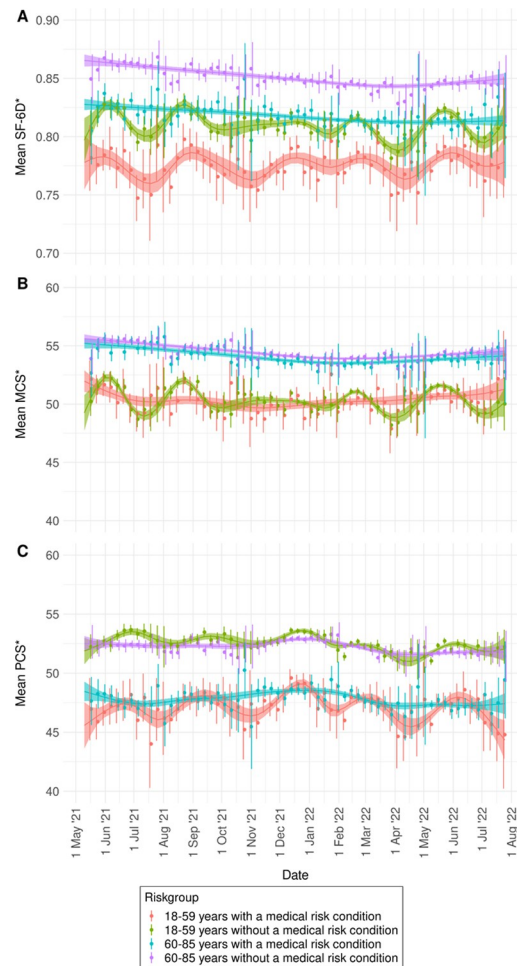 A
0.90
0.85
0.80
0.75
0.70
Mean SF-6D*
B
60
55
50
45
40
Mean MCS*
C
60
55
50
45
40
Mean PCS*
1 May '21
1 Jun '21
1 Jul '21
1 Aug '21
1 Sep '21
1 Oct '21
1 Nov '21
1 Dec '21
1 Jan '22
1 Feb '22
1 Mar '22
1 Apr '22
1 May '22
1 Jun '22
1 Jul '22
1 Aug '22
Date
Riskgroup
18-59 years with a medical risk condition
18-59 years without a medical risk condition
60-85 years with a medical risk condition
60-85 years without a medical risk condition